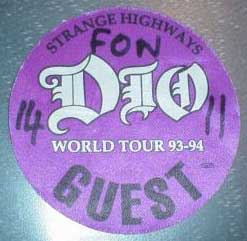 STRANGE HIGHWAYS
FON
DIO
14 11
WORLD TOUR 93-94
GUEST